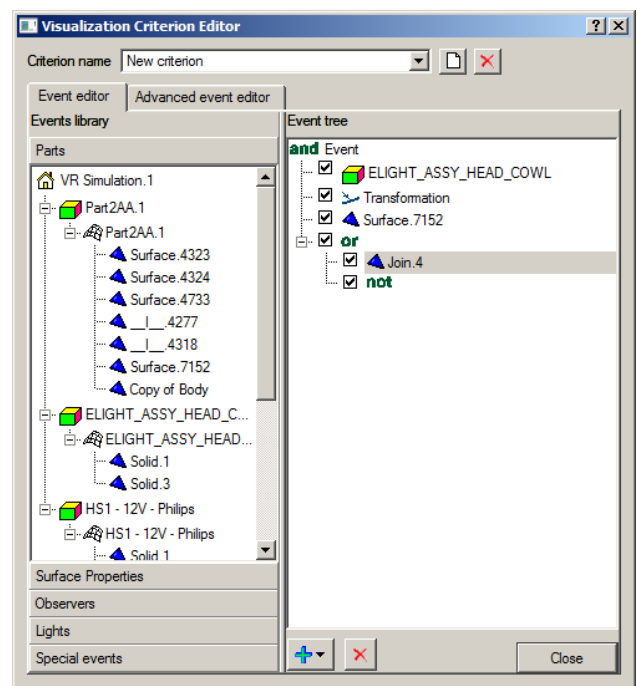 Visualization Criterion Editor
Criterion name New criterion
Event editor Advanced event editor
Events library
Parts
VR Simulation.1
Part2AA.1
Part2AA.1
Surface.4323
Surface.4324
Surface.4733
__I__.4277
__I__.4318
Surface.7152
Copy of Body
ELIGHT_ASSY_HEAD_C...
ELIGHT_ASSY_HEAD...
Solid.1
Solid.3
HS1 - 12V - Philips
HS1 - 12V - Philips
Solid.1
Surface Properties
Observers
Lights
Special events
Event tree
and Event
ELIGHT_ASSY_HEAD_COWL
Transformation
Surface.7152
or
Join.4
not
Close